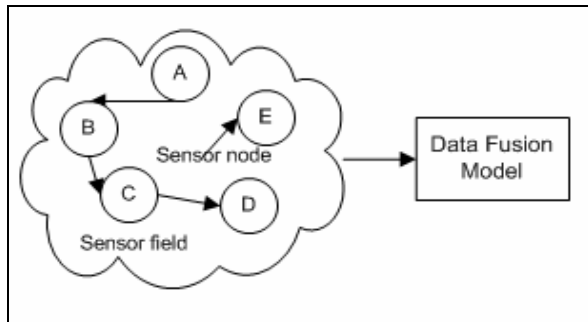 A
B
E
Sensor node
C
D
Sensor field
Data Fusion
Model